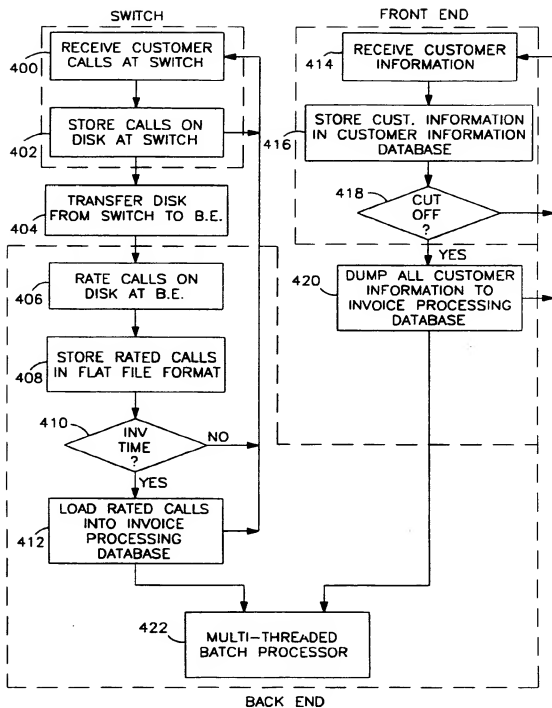 SWITCH
400
RECEIVE CUSTOMER
CALLS AT SWITCH
402
STORE CALLS ON
DISK AT SWITCH
404
TRANSFER DISK
FROM SWITCH TO B.E.
406
RATE CALLS ON
DISK AT B.E.
408
STORE RATED CALLS
IN FLAT FILE FORMAT
410
INV
TIME
?
NO
YES
412
LOAD RATED CALLS
INTO INVOICE
PROCESSING
DATABASE
FRONT END
414
RECEIVE CUSTOMER
INFORMATION
416
STORE CUST. INFORMATION
IN CUSTOMER INFORMATION
DATABASE
418
CUT
OFF
?
YES
420
DUMP ALL CUSTOMER
INFORMATION TO
INVOICE PROCESSING
DATABASE
422
MULTI-THREADED
BATCH PROCESSOR
BACK END